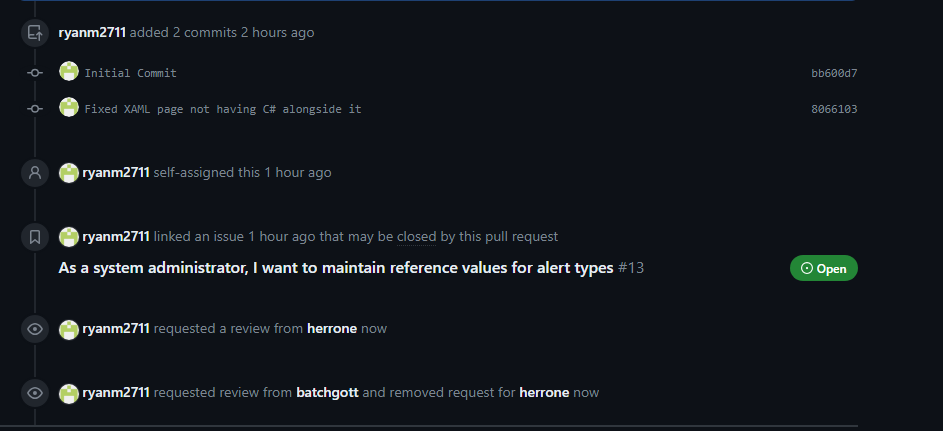 ryanm2711 added 2 commits 2 hours ago
Initial Commit bb600d7
Fixed XAML page not having C# alongside it 8066103
ryanm2711 self-assigned this 1 hour ago
ryanm2711 linked an issue 1 hour ago that may be closed by this pull request
As a system administrator, I want to maintain reference values for alert types #13 Open
ryanm2711 requested a review from herrone now
ryanm2711 requested review from batchgott and removed request for herrone now